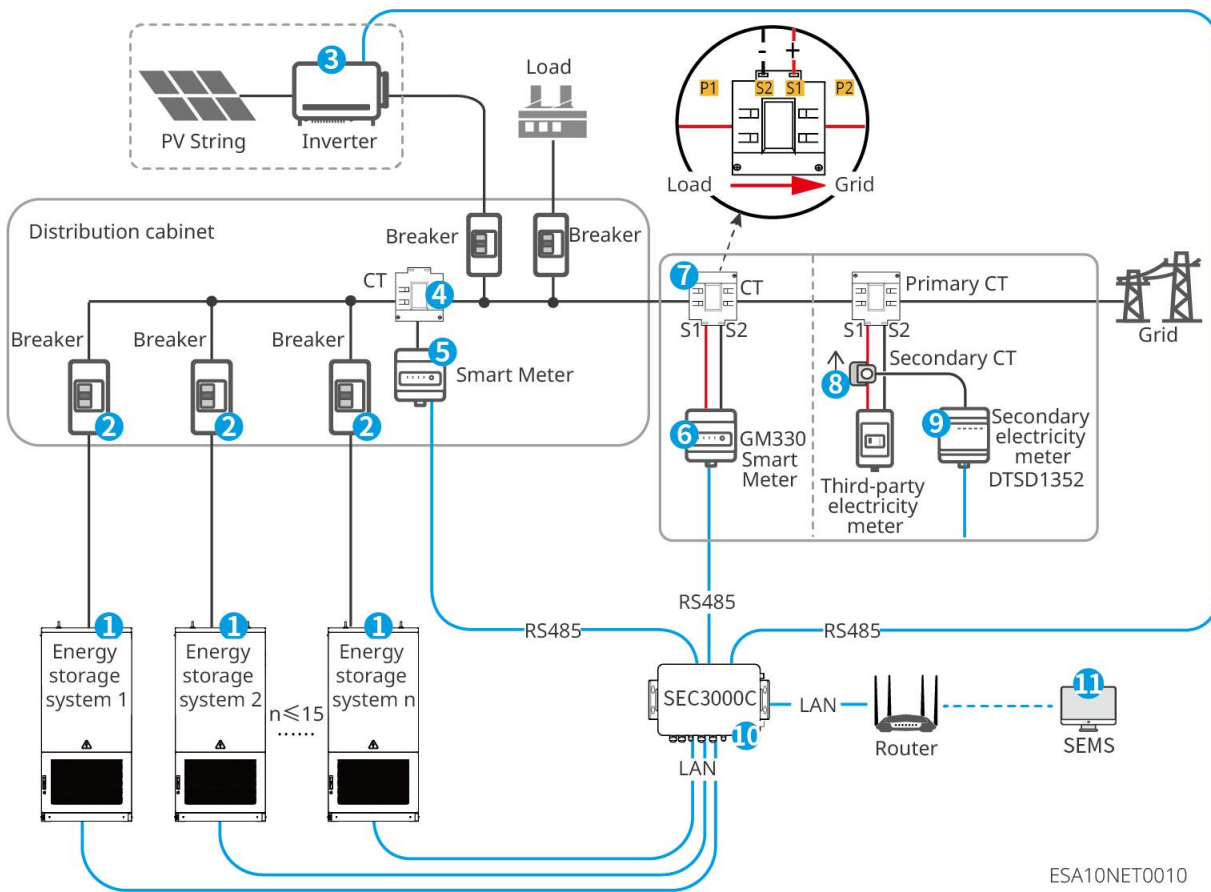 3
PV String
Inverter
Load
-
+
P1
S2
S1
P2
Load
Grid
Distribution cabinet
Breaker
Breaker
CT
4
7
CT
Primary CT
S1
S2
S1
S2
Grid
Breaker
Breaker
Breaker
5
Smart Meter
8
Secondary CT
2
2
2
6
GM330
Smart
Meter
Third-party
electricity
meter
9
Secondary
electricity
meter
DTSD1352
RS485
RS485
RS485
1
Energy
storage
system 1
1
Energy
storage
system 2
n≤15
......
1
Energy
storage
system n
SEC3000C
10
LAN
LAN
Router
11
SEMS
ESA10NET0010